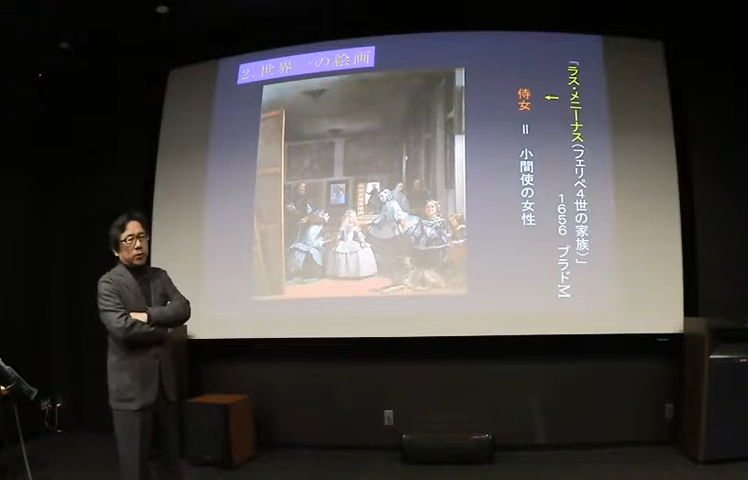 2.世界一の絵画
「ラス・メニーナス(フェリペ4世の家族)」
1656 プラドM
侍女 = 小間使の女性